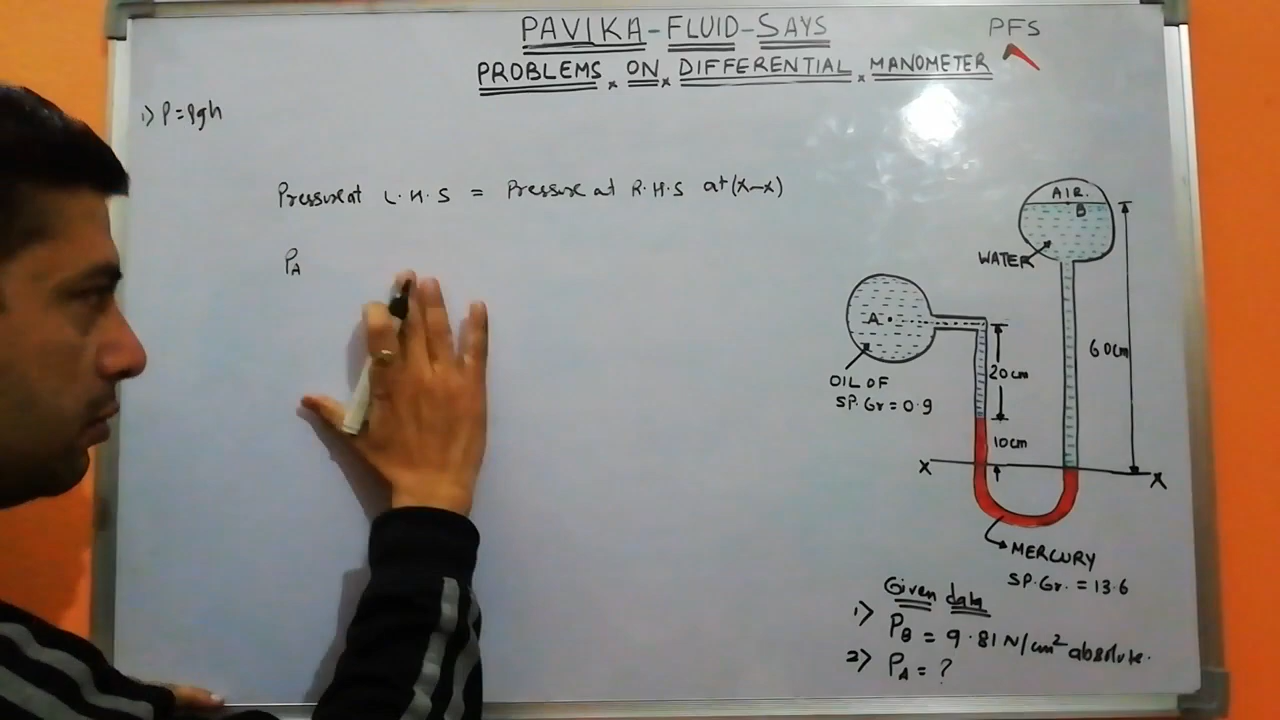 PAVIKA-FLUID-SAYS
PFS
PROBLEMS ON DIFFERENTIAL MANOMETER
1) P=ρgh
Pressure at L.H.S = Pressure at R.H.S at (x-x)
PA
AIR.
B
WATER
A
60cm
20cm
OIL OF
SP.Gr=0.9
10cm
X
X
MERCURY
SP.Gr.=13.6
Given data
1) PB = 9.81 N/cm² absolute.
2) PA = ?